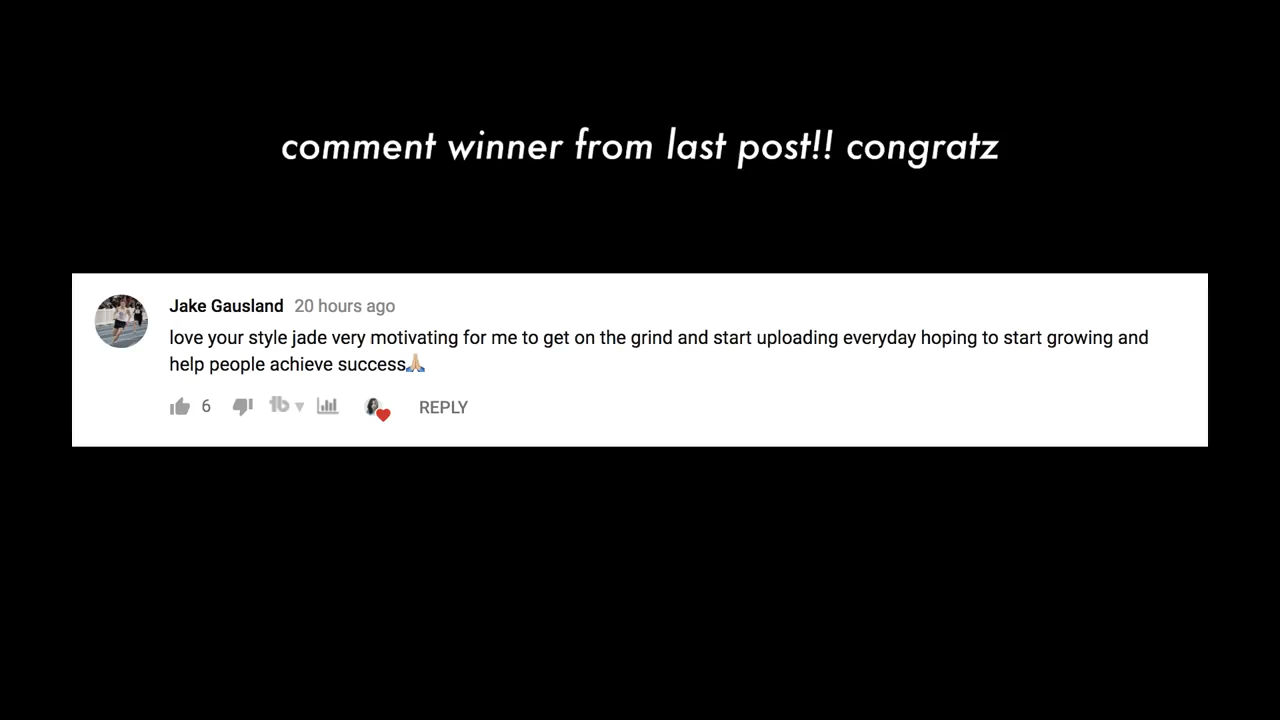 comment winner from last post!! congratz
Jake Gausland 20 hours ago
love your style jade very motivating for me to get on the grind and start uploading everyday hoping to start growing and
help people achieve success🙏🏼
6 tb REPLY